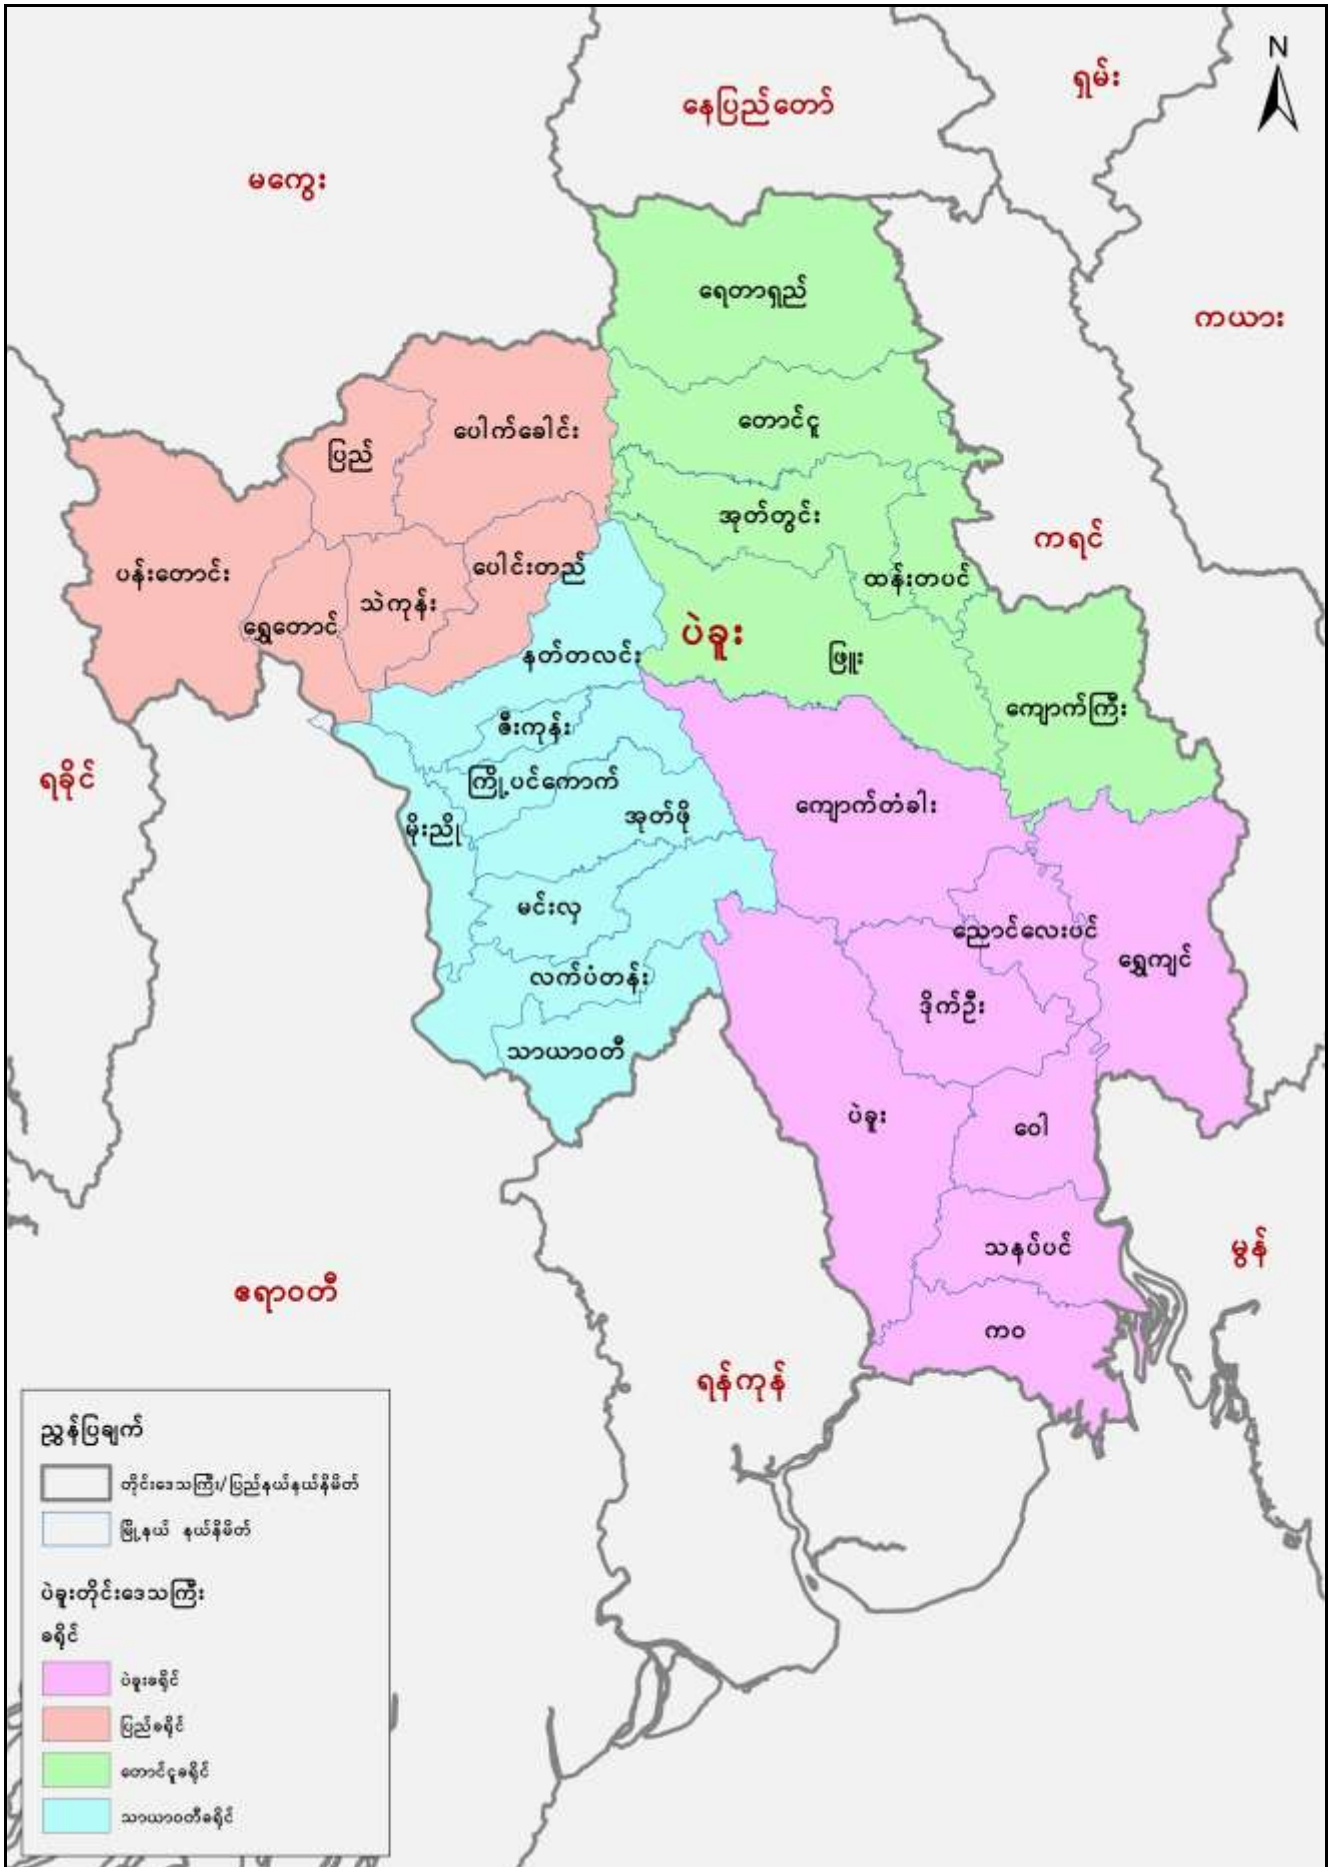 N
ရှမ်း
နေပြည်တော်
မကွေး
ရေတာရှည်
ကယား
တောင်ငူ
ပေါက်ခေါင်း
ပြည်
အုတ်တွင်း
ကရင်
ပန်းတောင်း
ပေါင်းတည်
ထန်းတပင်
သဲကုန်း
ရွှေတောင်
ပဲခူး
နတ်တလင်း
ဖြူး
ကျောက်ကြီး
ဇီးကုန်း
ရခိုင်
ကြို့ပင်ကောက်
ကျောက်တံခါး
အုတ်ဖို
မိုးညို
မင်းလှ
ညောင်လေးပင်
ရွှေကျင်
လက်ပံတန်း
ဒိုက်ဦး
သာယာဝတီ
ပဲခူး
ဝေါ
သနပ်ပင်
မွန်
ဧရာဝတီ
ကဝ
ရန်ကုန်
ညွှန်ပြချက်
တိုင်းဒေသကြီး/ပြည်နယ်နယ်နိမိတ်
မြို့နယ် နယ်နိမိတ်
ပဲခူးတိုင်းဒေသကြီး
ခရိုင်
ပဲခူးခရိုင်
ပြည်ခရိုင်
တောင်ငူခရိုင်
သာယာဝတီခရိုင်